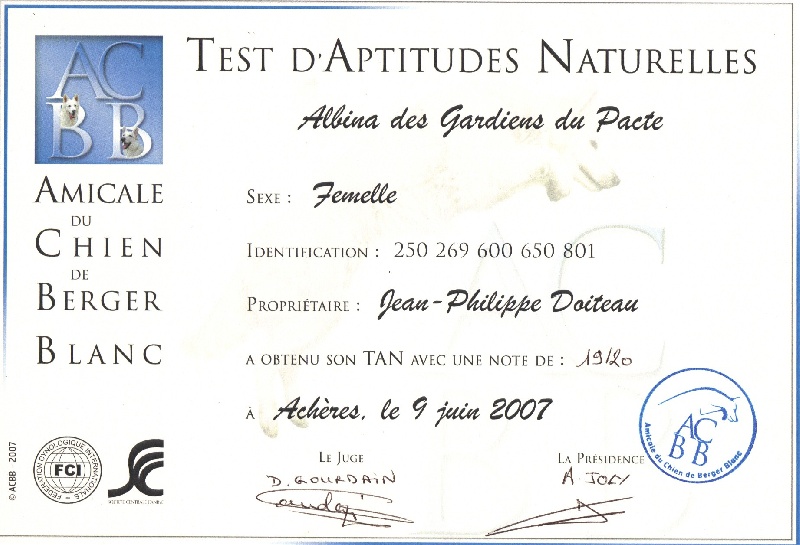 ACBB
TEST D'APTITUDES NATURELLES
Albina des Gardiens du Pacte
AMICALE
DU
CHIEN
DE
BERGER
BLANC
SEXE : Femelle
IDENTIFICATION : 250 269 600 650 801
PROPRIÉTAIRE : Jean-Philippe Doiteau
A OBTENU SON TAN AVEC UNE NOTE DE : 19/20
À Achères, le 9 juin 2007
LE JUGE
D. GOURDAIN
LA PRÉSIDENCE
A. JOLY
ACBB
Amicale du Chien de Berger Blanc
© ACBB 2007
FEDERATION CYNOLOGIQUE INTERNATIONALE
FCI